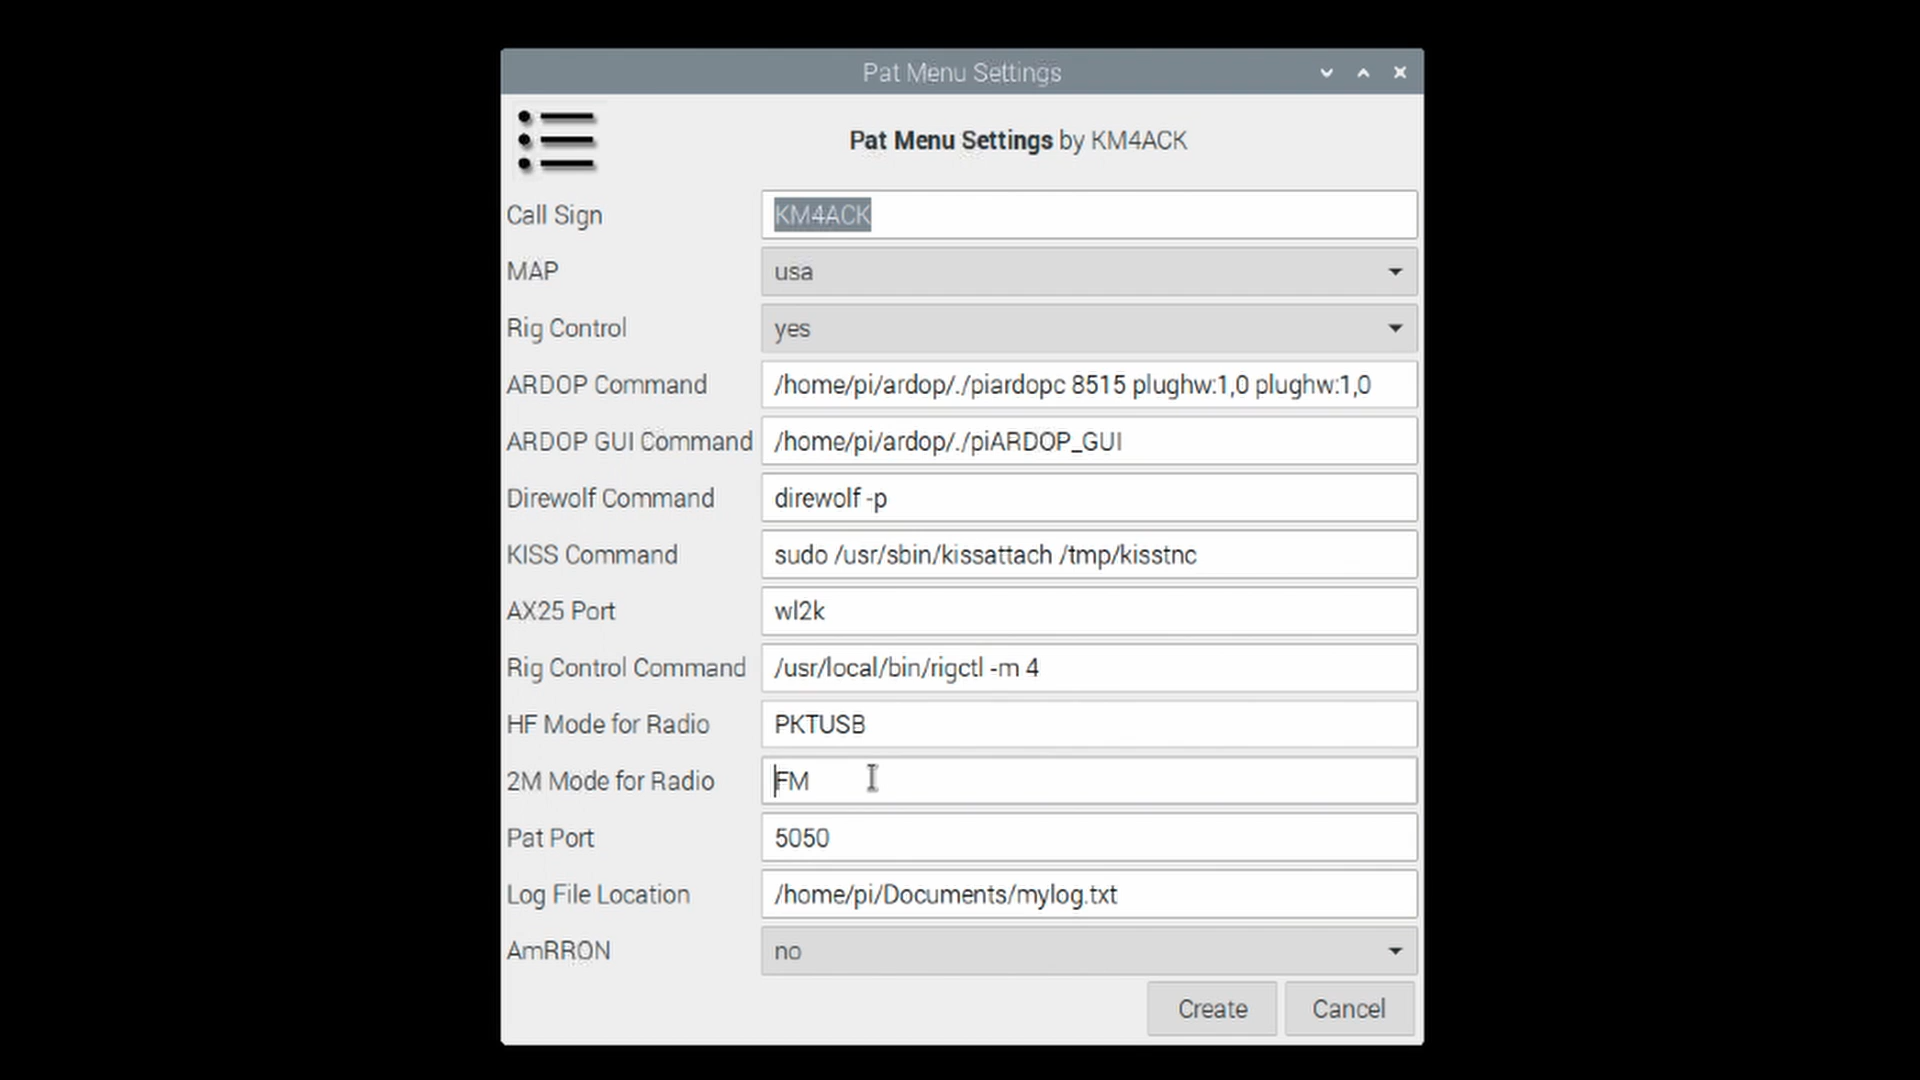 Pat Menu Settings
Pat Menu Settings by KM4ACK
Call Sign KM4ACK
MAP usa
Rig Control yes
ARDOP Command /home/pi/ardop/./piardopc 8515 plughw:1,0 plughw:1,0
ARDOP GUI Command /home/pi/ardop/./piARDOP_GUI
Direwolf Command direwolf -p
KISS Command sudo /usr/sbin/kissattach /tmp/kisstnc
AX25 Port wl2k
Rig Control Command /usr/local/bin/rigctl -m 4
HF Mode for Radio PKTUSB
2M Mode for Radio FM
Pat Port 5050
Log File Location /home/pi/Documents/mylog.txt
AmRRON no
Create Cancel